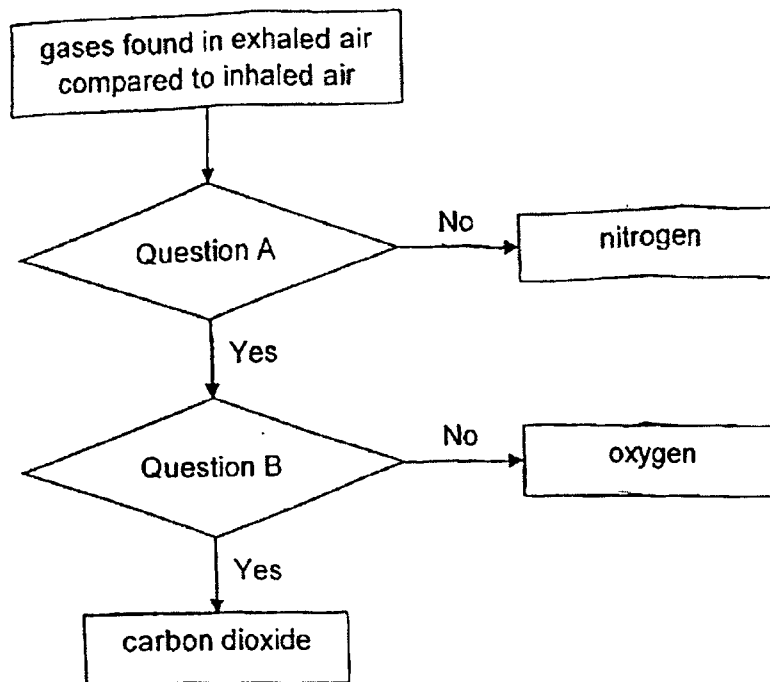 gases found in exhaled air
compared to inhaled air
Question A
No
nitrogen
Yes
Question B
No
oxygen
Yes
carbon dioxide